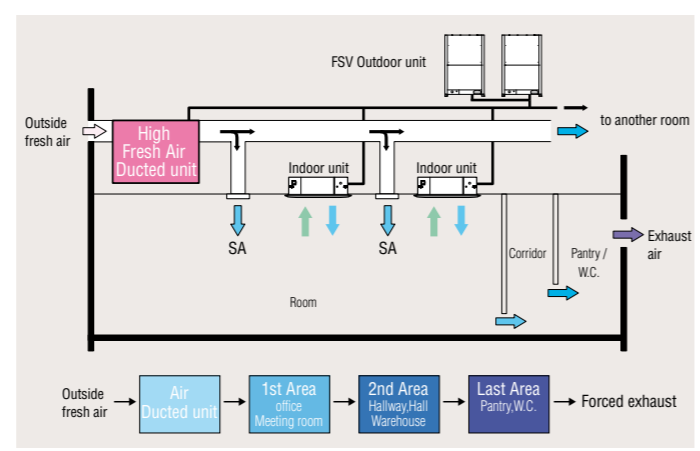 FSV Outdoor unit
Outside
fresh air
High
Fresh Air
Ducted unit
to another room
Indoor unit
Indoor unit
SA
SA
Corridor
Pantry /
W.C.
Exhaust
air
Room
Outside
fresh air
Air
Ducted unit
1st Area
office
Meeting room
2nd Area
Hallway,Hall
Warehouse
Last Area
Pantry,W.C.
Forced exhaust